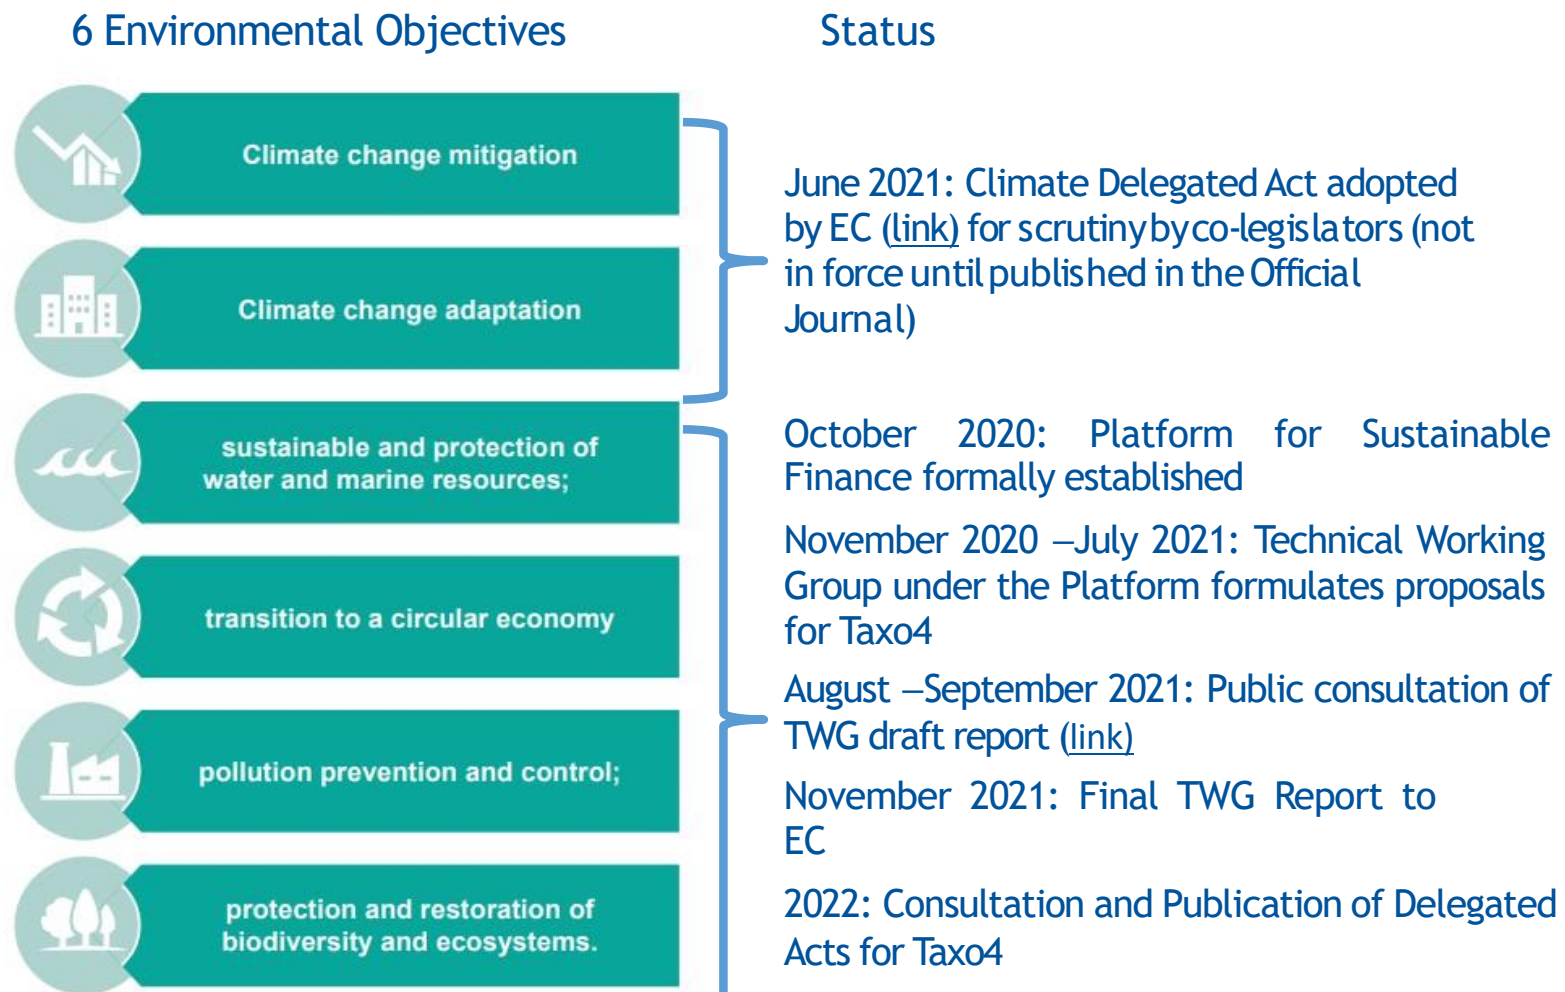 6 Environmental Objectives
Status
Climate change mitigation
Climate change adaptation
sustainable and protection of
water and marine resources;
transition to a circular economy
pollution prevention and control;
protection and restoration of
biodiversity and ecosystems.
June 2021: Climate Delegated Act adopted
by EC (link) for scrutiny by co-legislators (not
in force until published in the Official
Journal)
October 2020: Platform for Sustainable
Finance formally established
November 2020 –July 2021: Technical Working
Group under the Platform formulates proposals
for Taxo4
August –September 2021: Public consultation of
TWG draft report (link)
November 2021: Final TWG Report to
EC
2022: Consultation and Publication of Delegated
Acts for Taxo4